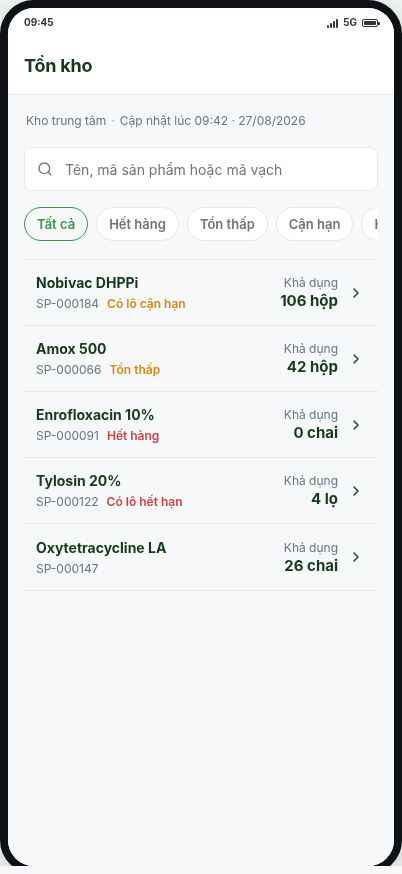 09:45 5G
Tồn kho
Kho trung tâm · Cập nhật lúc 09:42 · 27/08/2026
Tên, mã sản phẩm hoặc mã vạch
Tất cả Hết hàng Tồn thấp Cận hạn
Nobivac DHPPi Khả dụng
SP-000184 Có lô cận hạn 106 hộp
Amox 500 Khả dụng
SP-000066 Tồn thấp 42 hộp
Enrofloxacin 10% Khả dụng
SP-000091 Hết hàng 0 chai
Tylosin 20% Khả dụng
SP-000122 Có lô hết hạn 4 lọ
Oxytetracycline LA Khả dụng
SP-000147 26 chai